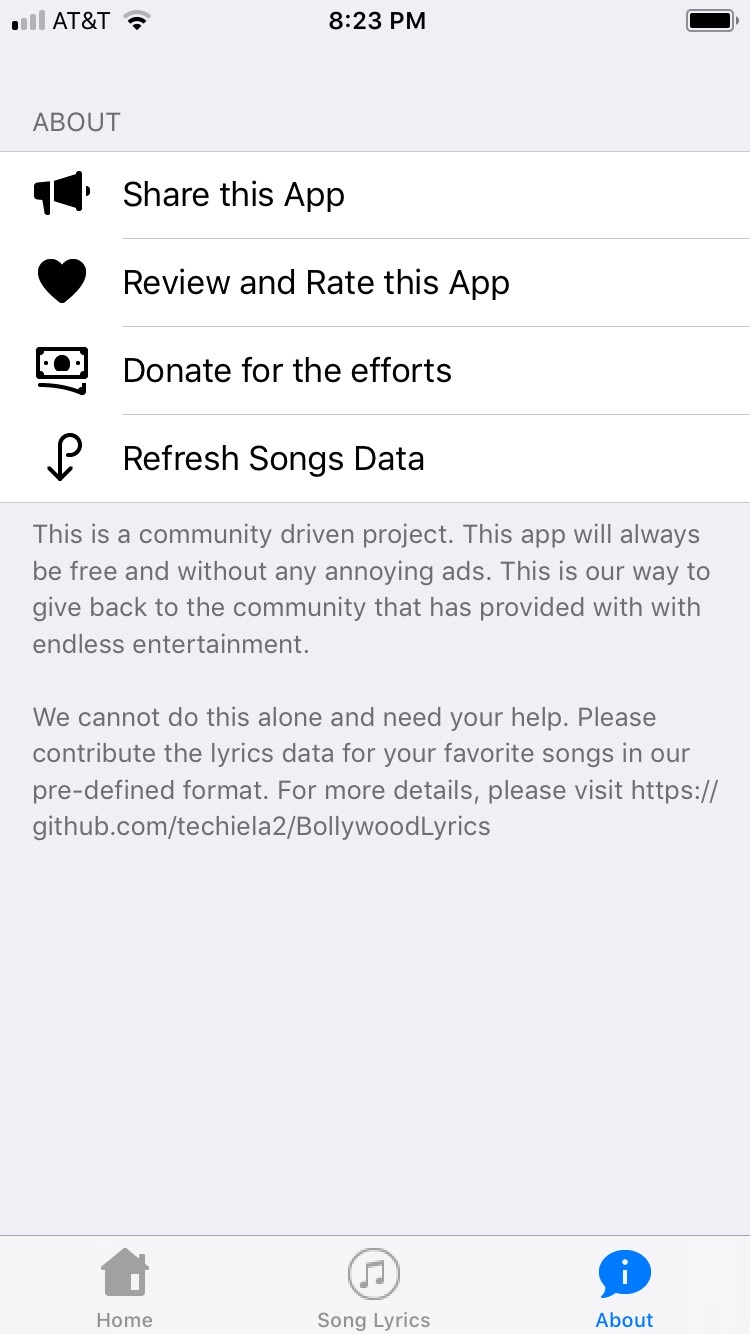 AT&T 8:23 PM
ABOUT
Share this App
Review and Rate this App
Donate for the efforts
Refresh Songs Data
This is a community driven project. This app will always
be free and without any annoying ads. This is our way to
give back to the community that has provided with with
endless entertainment.
We cannot do this alone and need your help. Please
contribute the lyrics data for your favorite songs in our
pre-defined format. For more details, please visit https://
github.com/techiela2/BollywoodLyrics
Home Song Lyrics About